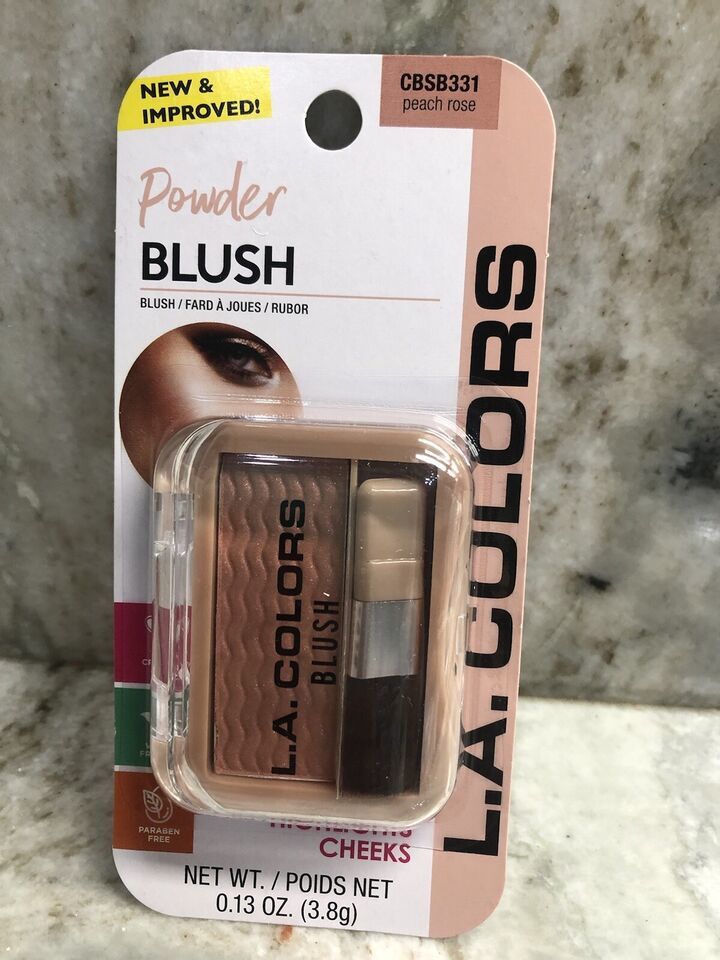 NEW &
IMPROVED!
CBSB331
peach rose
Powder
BLUSH
BLUSH / FARD À JOUES / RUBOR
L.A. COLORS
L.A. COLORS
BLUSH
PARABEN
FREE
HIGHLIGHTS
CHEEKS
NET WT. / POIDS NET
0.13 OZ. (3.8g)